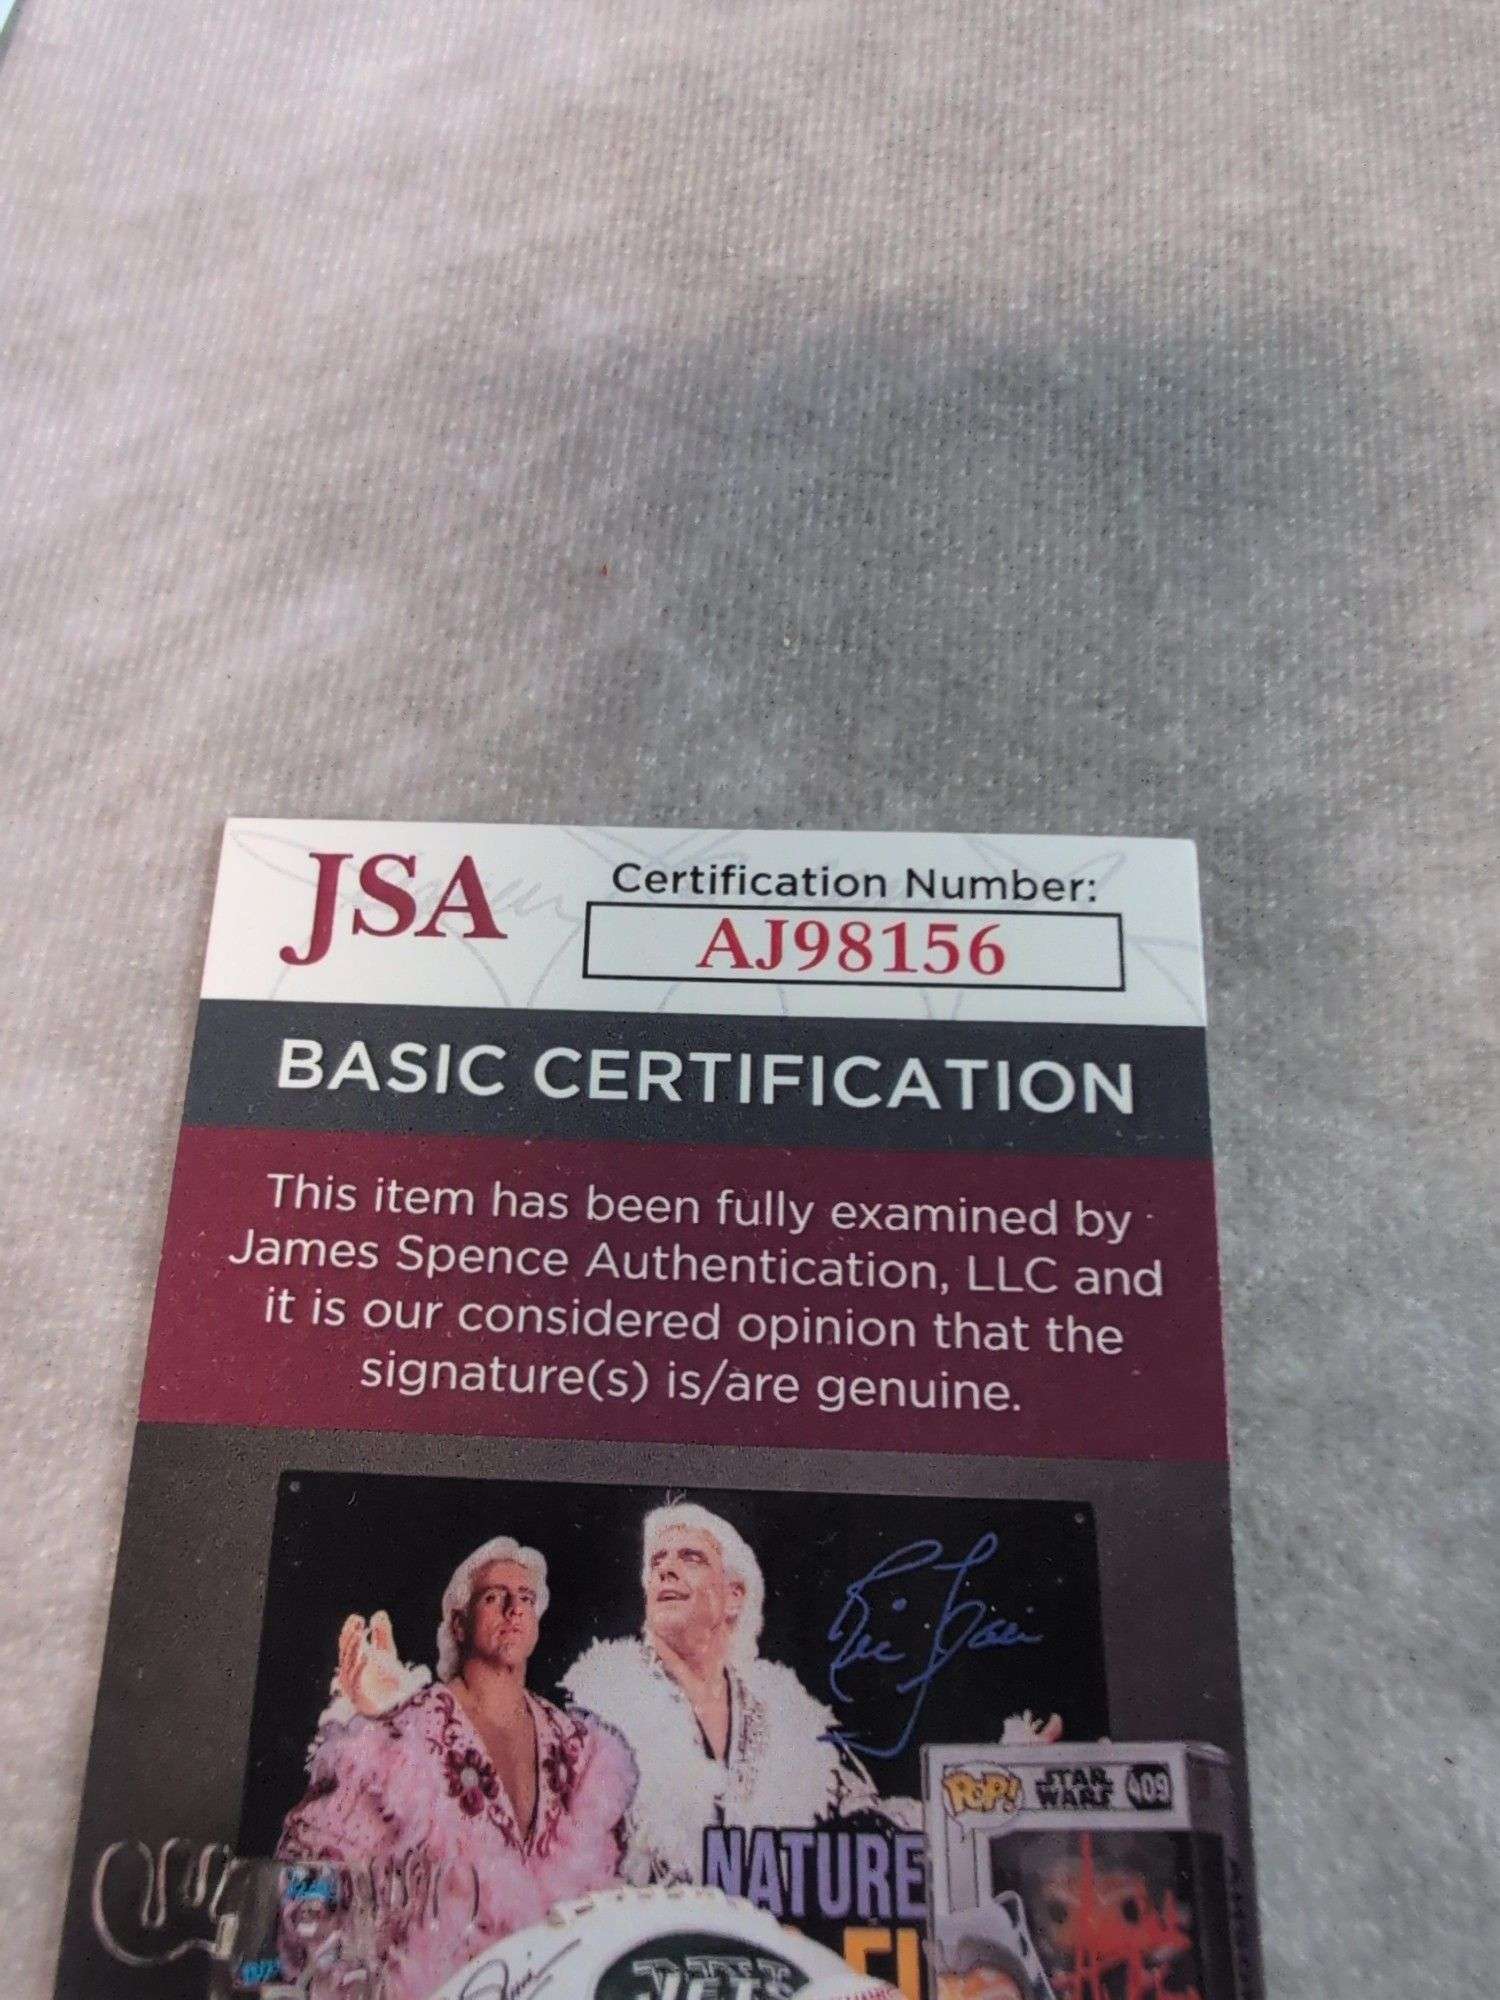 JSA
Certification Number:
AJ98156
BASIC CERTIFICATION
This item has been fully examined by
James Spence Authentication, LLC and
it is our considered opinion that the
signature(s) is/are genuine.
POP! STAR WARS 409
NATURE
JETS